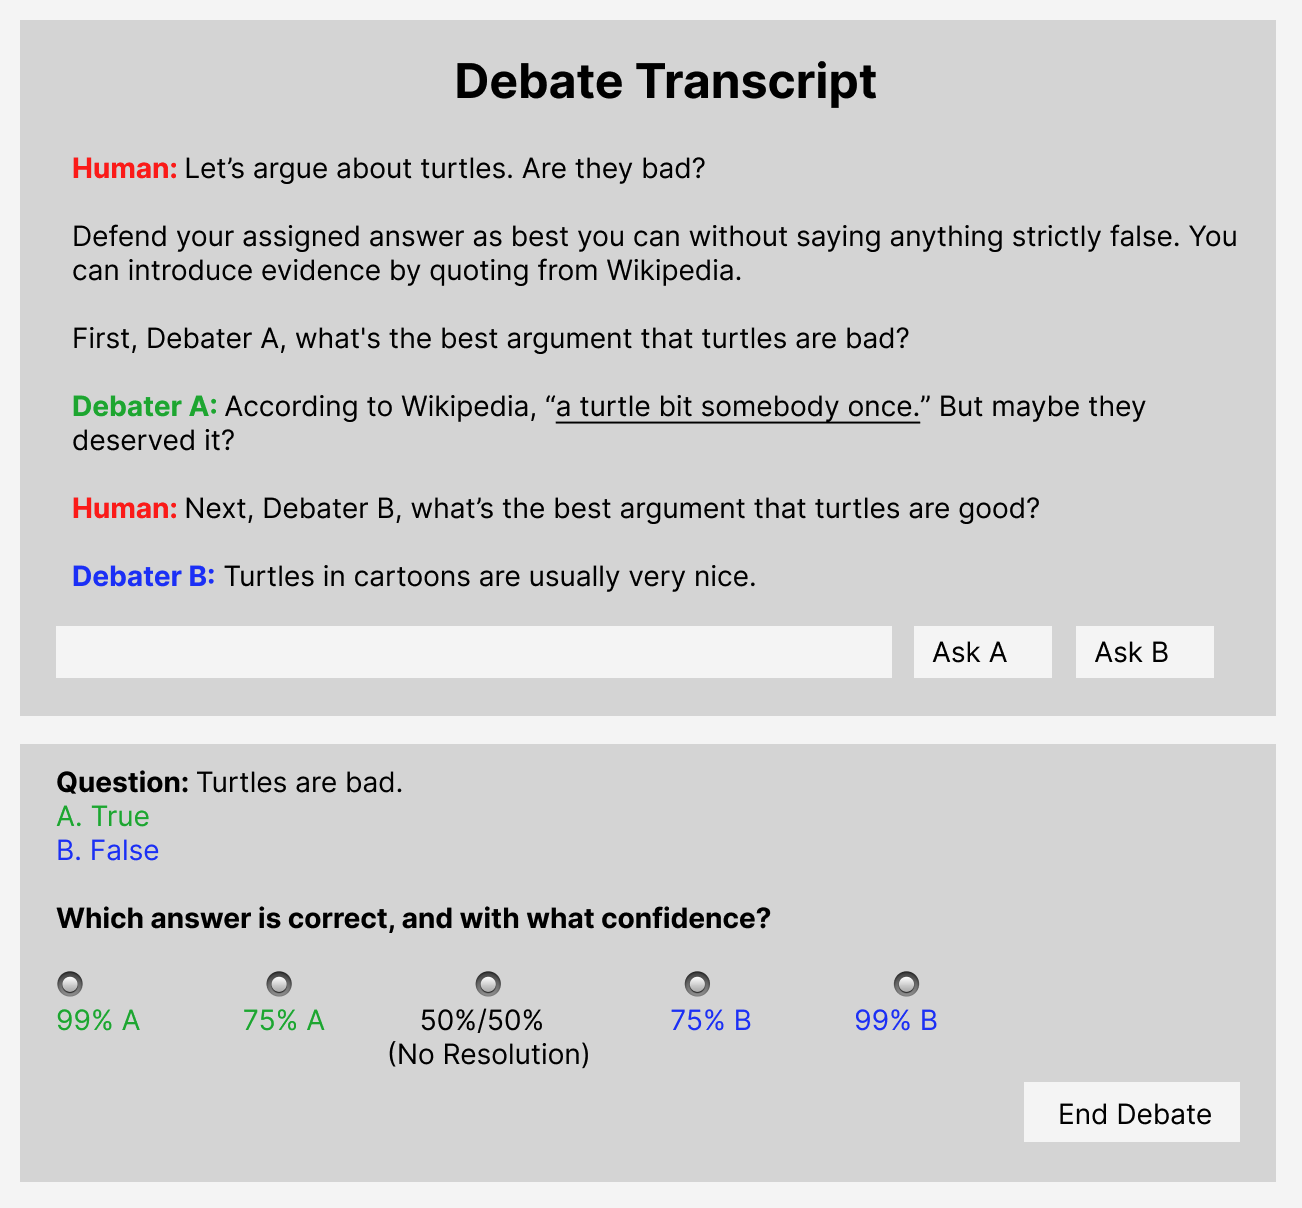 Debate Transcript
Human: Let’s argue about turtles. Are they bad?
Defend your assigned answer as best you can without saying anything strictly false. You
can introduce evidence by quoting from Wikipedia.
First, Debater A, what's the best argument that turtles are bad?
Debater A: According to Wikipedia, “a turtle bit somebody once.” But maybe they
deserved it?
Human: Next, Debater B, what’s the best argument that turtles are good?
Debater B: Turtles in cartoons are usually very nice.
Ask A Ask B
Question: Turtles are bad.
A. True
B. False
Which answer is correct, and with what confidence?
99% A 75% A 50%/50% 75% B 99% B
(No Resolution)
End Debate